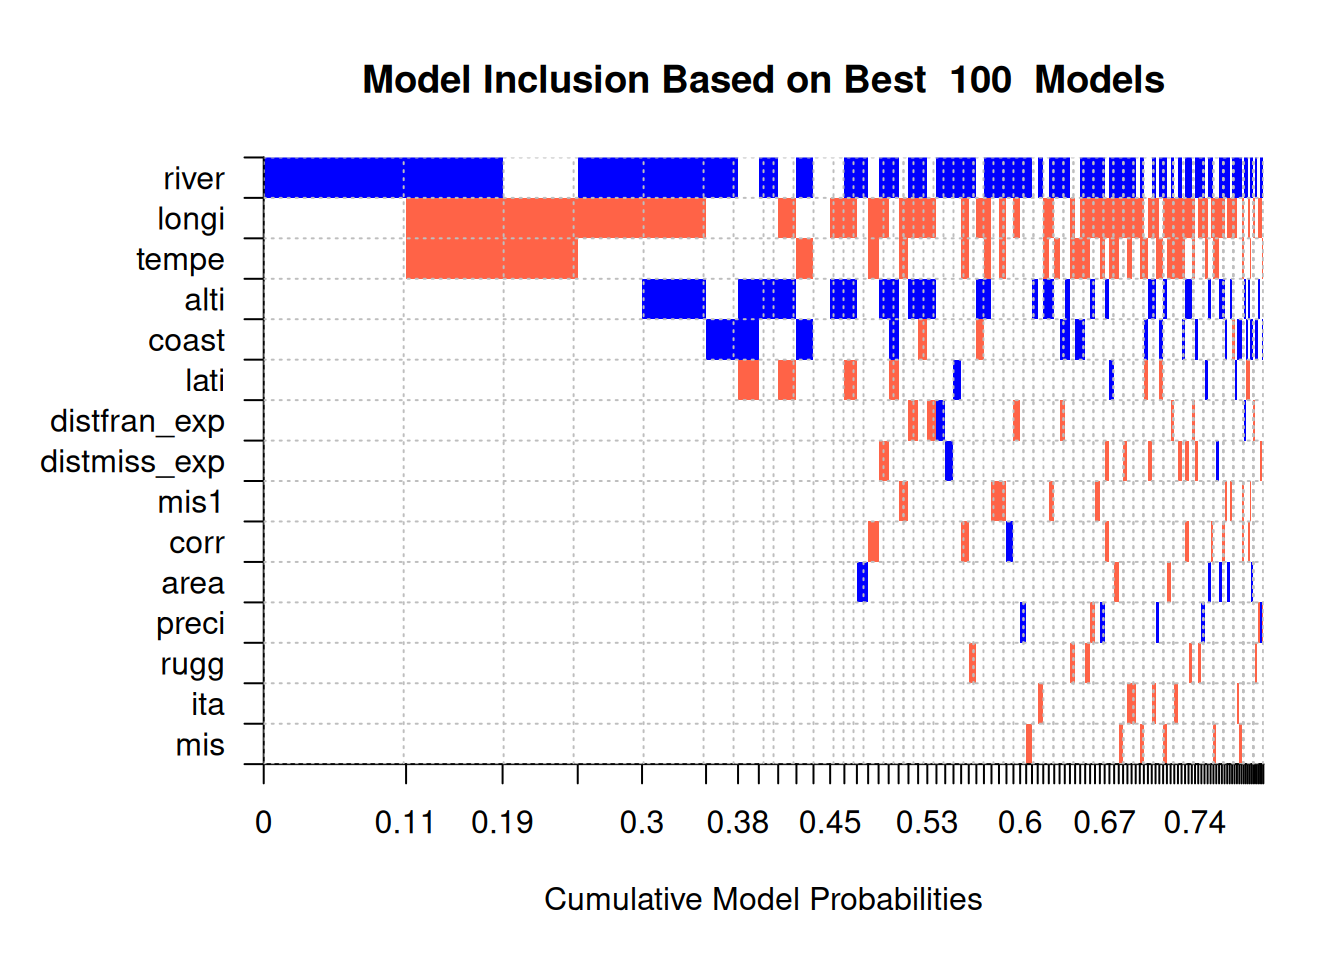 Model Inclusion Based on Best  100  Models
river
longi
tempe
alti
coast
lati
distfran_exp
distmiss_exp
mis1
corr
area
preci
rugg
ita
mis
0 0.11 0.19 0.3 0.38 0.45 0.53 0.6 0.67 0.74
Cumulative Model Probabilities